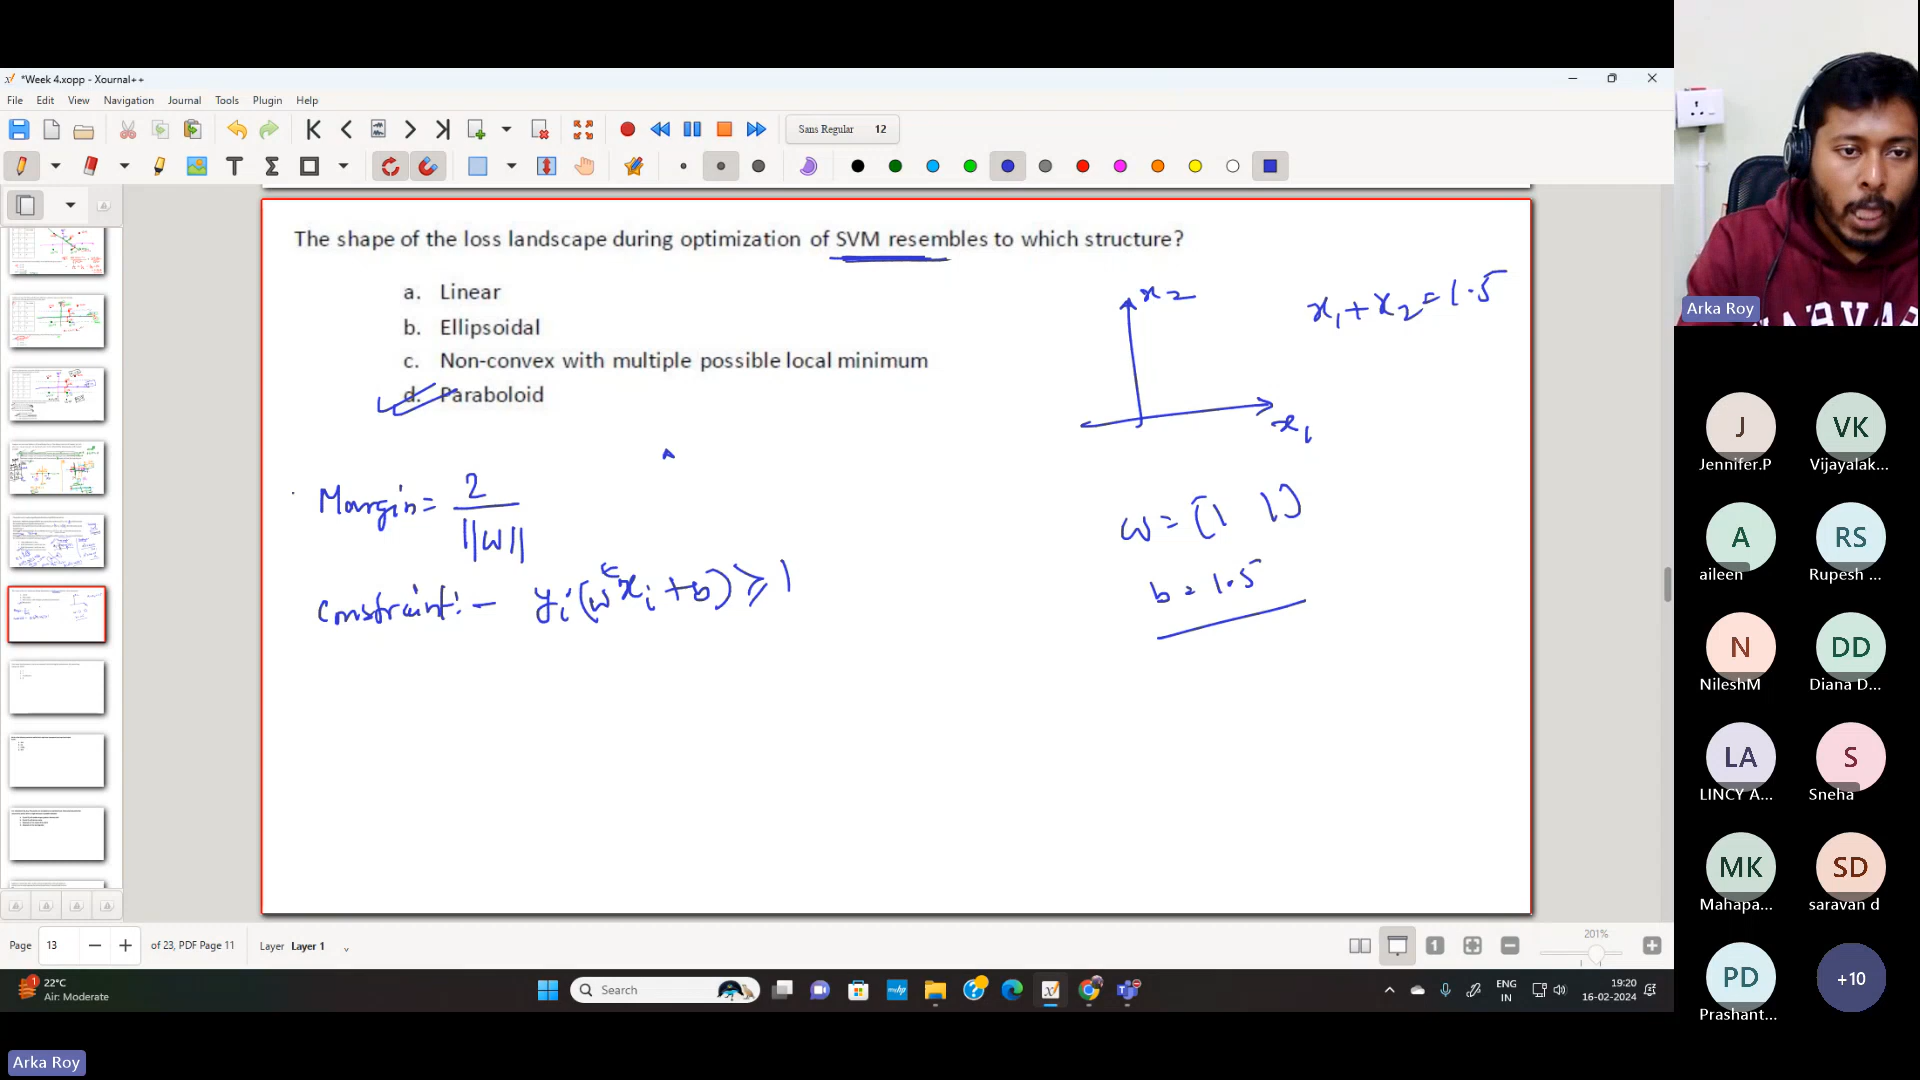 *Week 4.xopp - Xournal++
File Edit View Navigation Journal Tools Plugin Help
Sans Regular 12
The shape of the loss landscape during optimization of SVM resembles to which structure?
a. Linear
b. Ellipsoidal
c. Non-convex with multiple possible local minimum
d. Paraboloid
x2
x1
x1 + x2 = 1.5
Margin = 2 / ||w||
w = [1 1]
b = 1.5
Constraint:- yi(wᵗxi + b) ≥ 1
Page 13 of 23, PDF Page 11 Layer Layer 1
201%
22°C
Air: Moderate
Search
ENG
IN
19:20
16-02-2024
Arka Roy
Arka Roy
J
Jennifer.P
VK
Vijayalak...
A
aileen
RS
Rupesh ...
N
NileshM
DD
Diana D...
LA
LINCY A...
S
Sneha
MK
Mahapa...
SD
saravan d
PD
Prashant...
+10